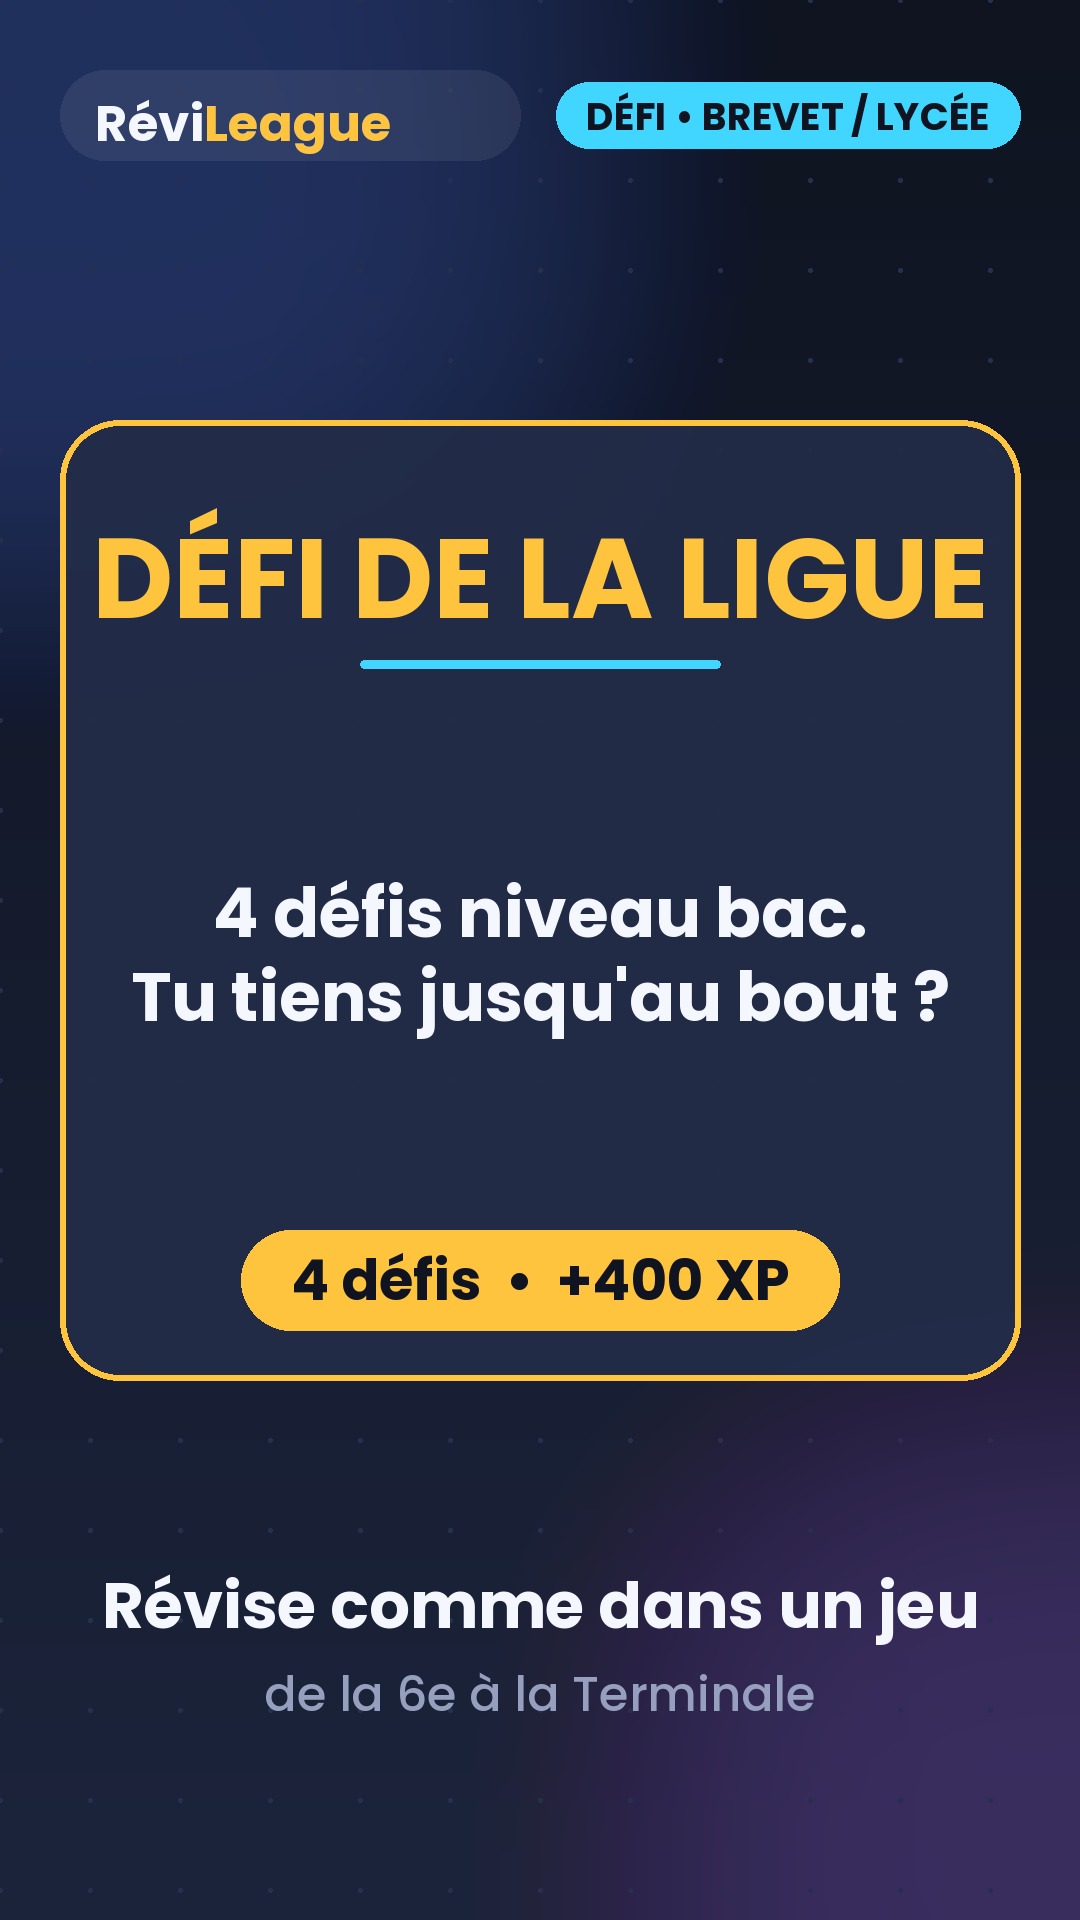 RéviLeague
DÉFI • BREVET / LYCÉE
DÉFI DE LA LIGUE
4 défis niveau bac.
Tu tiens jusqu'au bout ?
4 défis • +400 XP
Révise comme dans un jeu
de la 6e à la Terminale